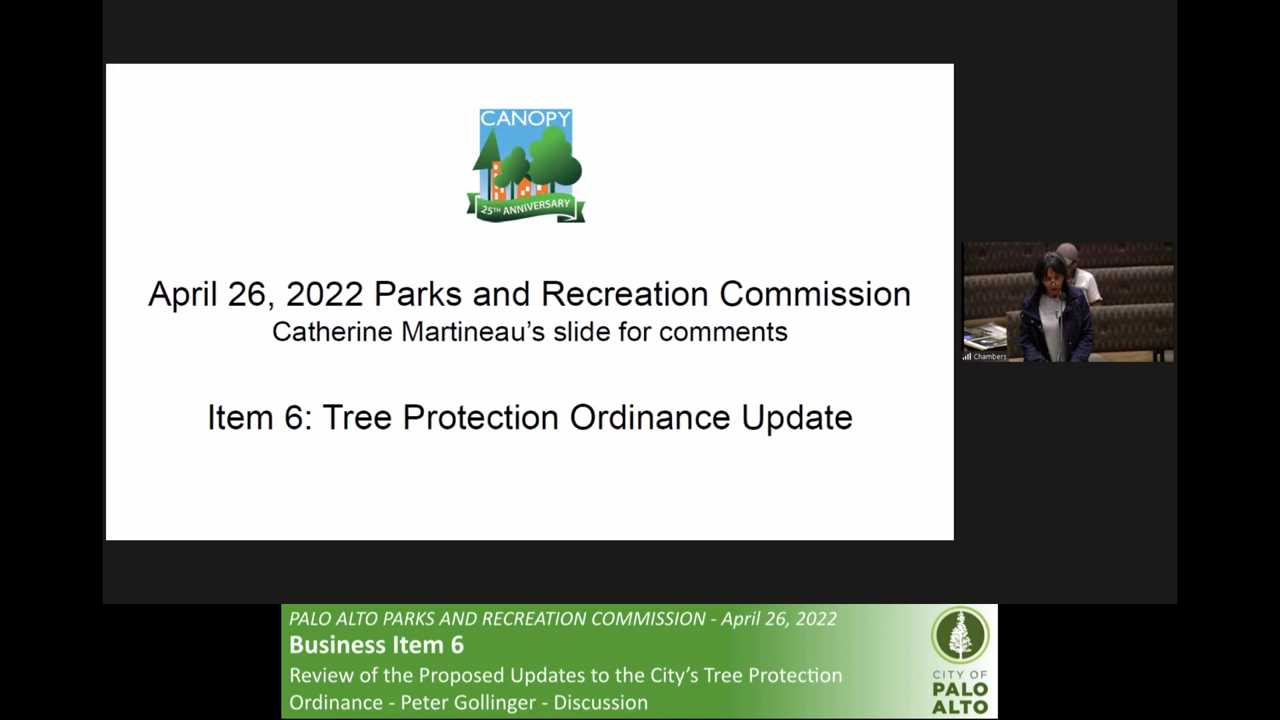 CANOPY
25TH ANNIVERSARY
April 26, 2022 Parks and Recreation Commission
Catherine Martineau's slide for comments
Item 6: Tree Protection Ordinance Update
Chambers
PALO ALTO PARKS AND RECREATION COMMISSION - April 26, 2022
Business Item 6
Review of the Proposed Updates to the City's Tree Protection
Ordinance - Peter Gollinger - Discussion
CITY OF
PALO
ALTO